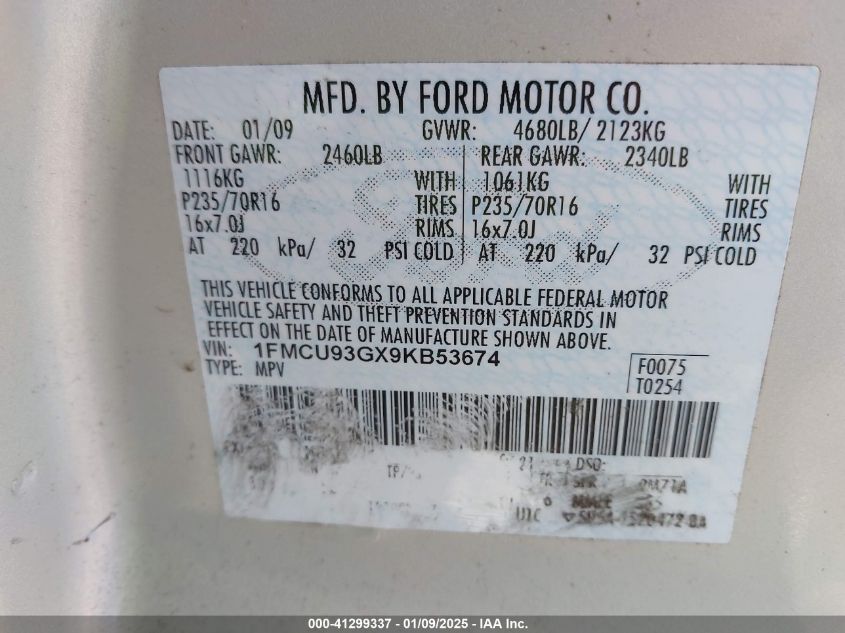 MFD. BY FORD MOTOR CO.
DATE: 01/09 GVWR: 4680LB/ 2123KG
FRONT GAWR: 2460LB REAR GAWR: 2340LB
1116KG WITH 1061KG WITH
P235/70R16 TIRES P235/70R16 TIRES
16x7.0J RIMS 16x7.0J RIMS
AT 220 kPa/ 32 PSI COLD AT 220 kPa/ 32 PSI COLD
THIS VEHICLE CONFORMS TO ALL APPLICABLE FEDERAL MOTOR
VEHICLE SAFETY AND THEFT PREVENTION STANDARDS IN
EFFECT ON THE DATE OF MANUFACTURE SHOWN ABOVE.
VIN: 1FMCU93GX9KB53674 F0075
TYPE: MPV T0254
DSO:
UTC
000-41299337 - 01/09/2025 - IAA Inc.